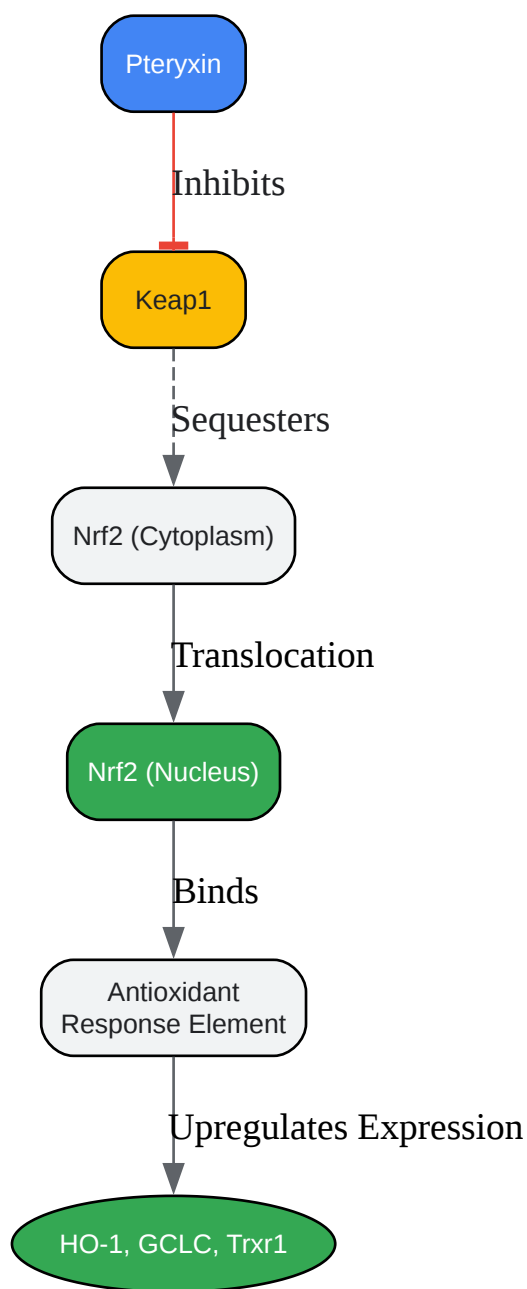 Pteryxin
Inhibits
Keap1
Sequesters
Nrf2 (Cytoplasm)
Translocation
Nrf2 (Nucleus)
Binds
Antioxidant
Response Element
Upregulates Expression
HO-1, GCLC, Trxr1